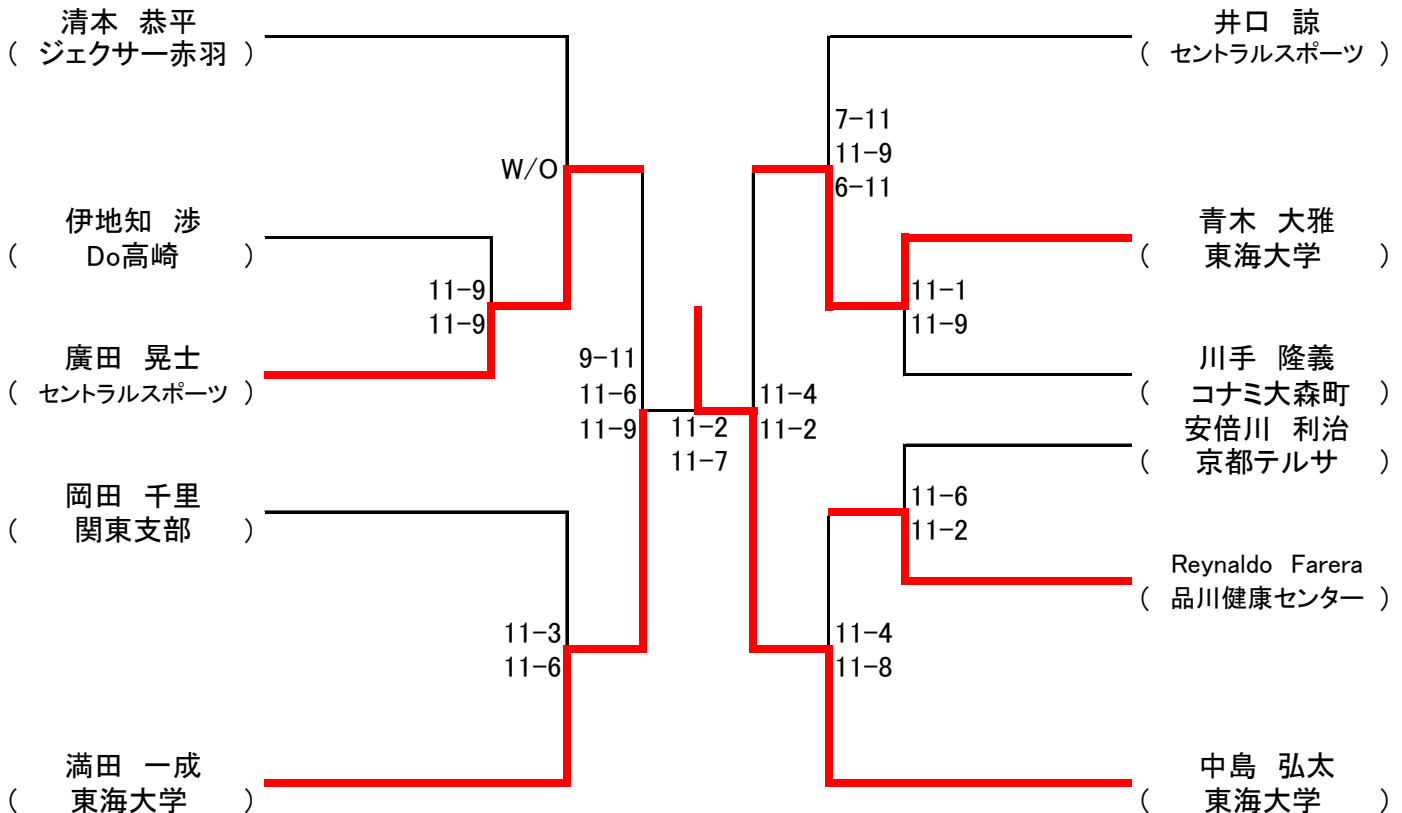 清本　恭平
（　ジェクサー赤羽　）
W/O
伊地知　渉
（　Do高崎　）
11-9
11-9
廣田　晃士
（　セントラルスポーツ　）
9-11
11-6
11-9
岡田　千里
（　関東支部　）
11-3
11-6
満田　一成
（　東海大学　）
11-2
11-7
井口　諒
（　セントラルスポーツ　）
7-11
11-9
6-11
青木　大雅
（　東海大学　）
11-1
11-9
川手　隆義
（　コナミ大森町　）
11-4
11-2
安倍川　利治
（　京都テルサ　）
11-6
11-2
Reynaldo　Farera
（　品川健康センター　）
11-4
11-8
中島　弘太
（　東海大学　）